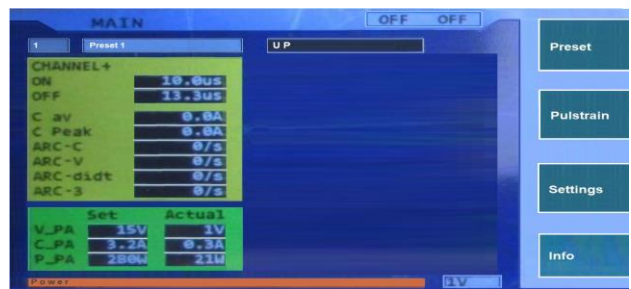 MAIN
OFF OFF
1 Preset 1 UP
CHANNEL+
ON 10.0us
OFF 13.3us
C av 0.0A
C Peak 0.0A
ARC-C 0/s
ARC-V 0/s
ARC-didt 0/s
ARC-3 0/s
Set Actual
V_PA 15V 1V
C_PA 3.2A 0.3A
P_PA 280W 21W
Power 1V
Preset
Pulstrain
Settings
Info